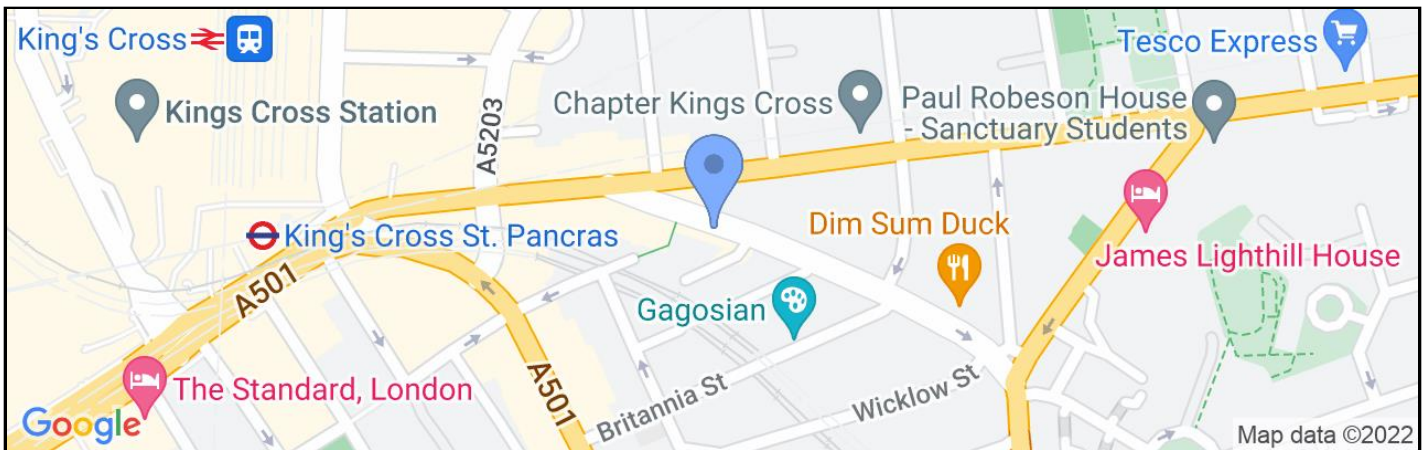 King's Cross
Tesco Express
Kings Cross Station
Chapter Kings Cross
Paul Robeson House
- Sanctuary Students
A5203
King's Cross St. Pancras
Dim Sum Duck
James Lighthill House
A501
Gagosian
The Standard, London
A501
Britannia St
Wicklow St
Google
Map data ©2022